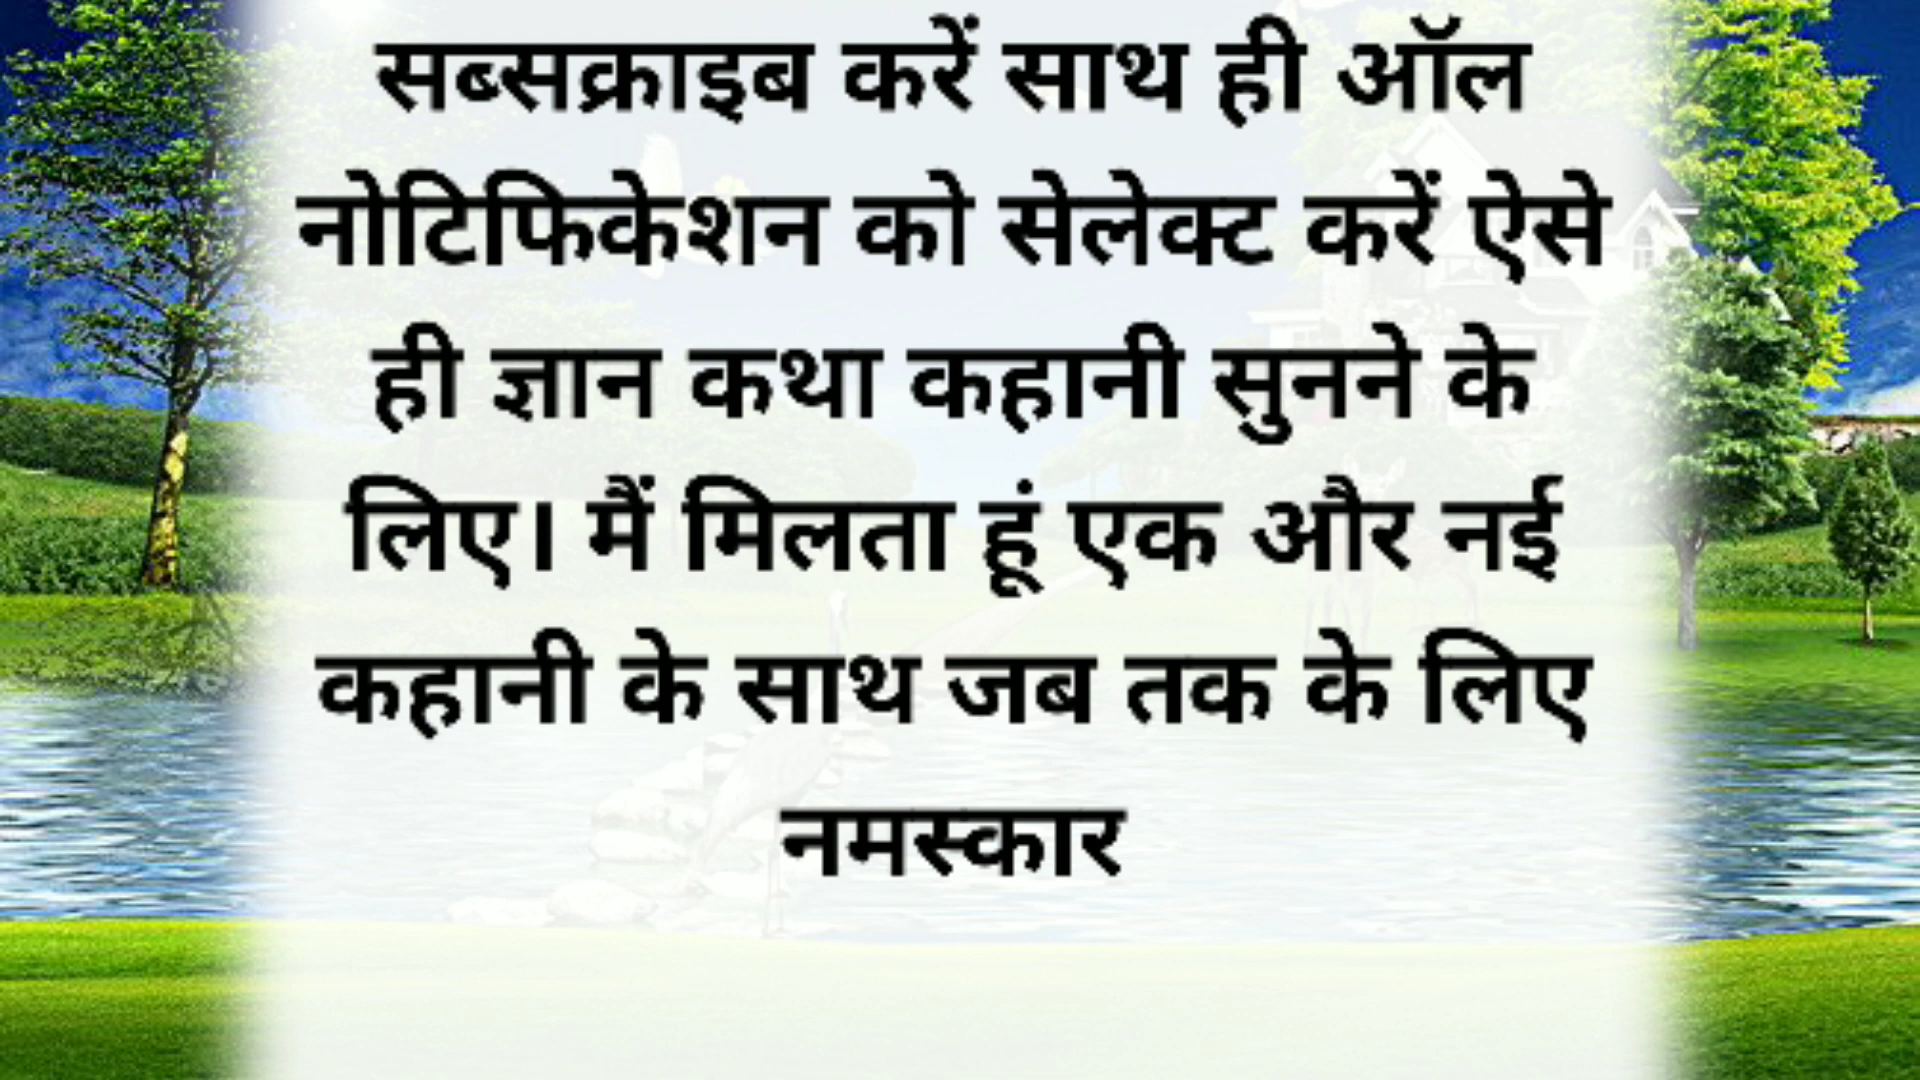 सब्सक्राइब करें साथ ही ऑल
नोटिफिकेशन को सेलेक्ट करें ऐसे
ही ज्ञान कथा कहानी सुनने के
लिए। मैं मिलता हूं एक और नई
कहानी के साथ जब तक के लिए
नमस्कार